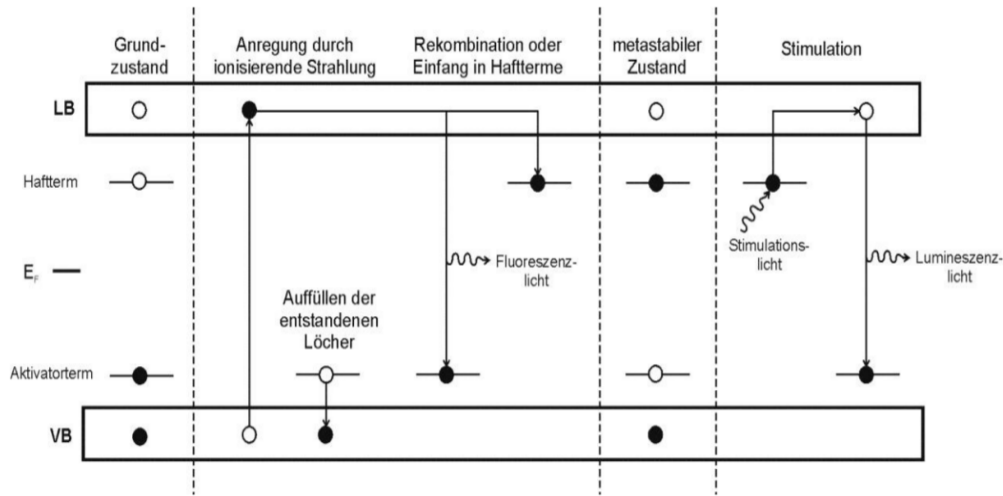 Grund-
zustand
Anregung durch
ionisierende Strahlung
Rekombination oder
Einfang in Haftterme
metastabiler
Zustand
Stimulation
LB
Haftterm
Stimulations-
licht
E_F
Fluoreszenz-
licht
Lumineszenz-
licht
Auffüllen der
entstandenen
Löcher
Aktivatorterm
VB